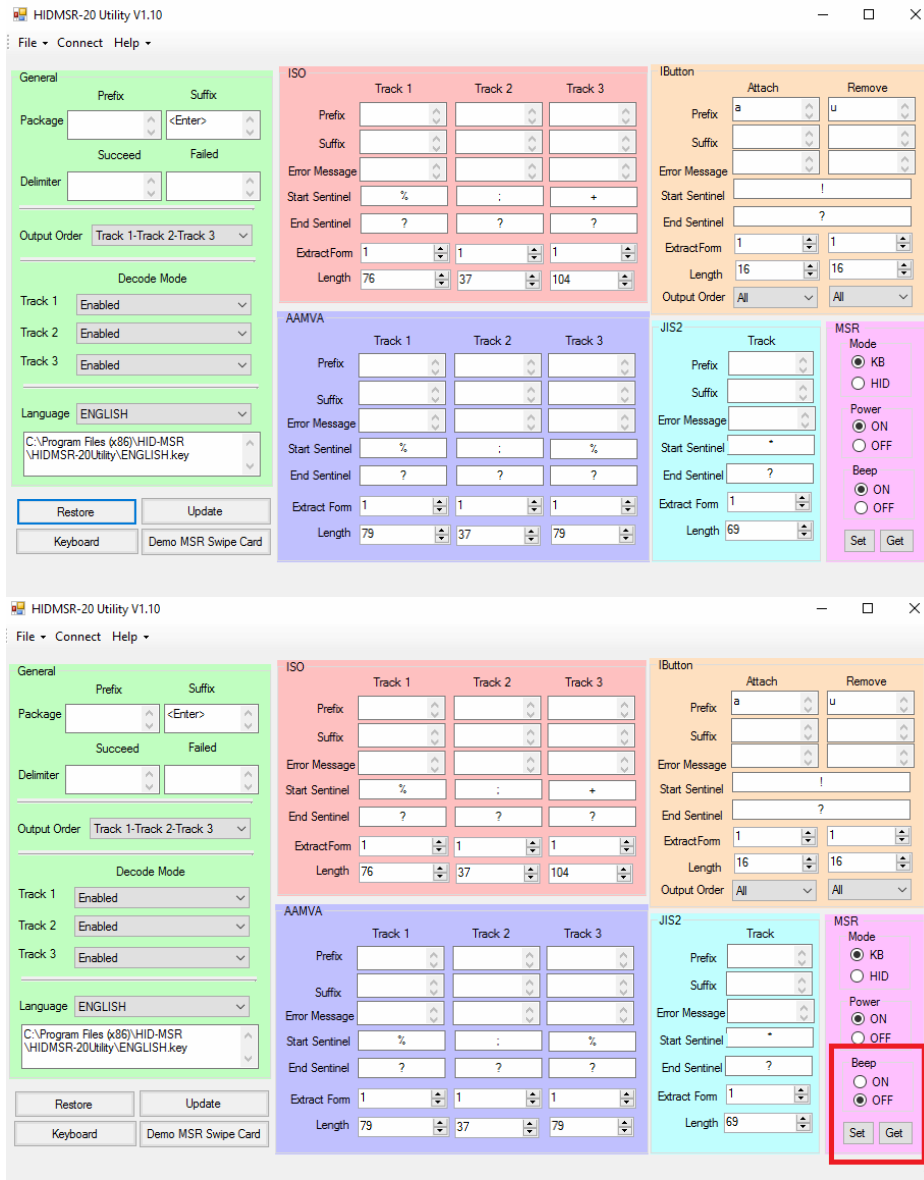 HIDMSR-20 Utility V1.10
File Connect Help
General
Prefix Suffix
Package <Enter>
Succeed Failed
Delimiter
Output Order Track 1-Track 2-Track 3
Decode Mode
Track 1 Enabled
Track 2 Enabled
Track 3 Enabled
Language ENGLISH
C:\Program Files (x86)\HID-MSR
\HIDMSR-20Utility\ENGLISH.key
Restore Update
Keyboard Demo MSR Swipe Card
ISO
Track 1 Track 2 Track 3
Prefix
Suffix
Error Message
Start Sentinel % ; +
End Sentinel ? ? ?
ExtractForm 1 1 1
Length 76 37 104
AAMVA
Track 1 Track 2 Track 3
Prefix
Suffix
Error Message
Start Sentinel % ; %
End Sentinel ? ? ?
Extract Form 1 1 1
Length 79 37 79
IButton
Attach Remove
Prefix a u
Suffix
Error Message
Start Sentinel !
End Sentinel ?
ExtractForm 1 1
Length 16 16
Output Order All All
JIS2
Track
Prefix
Suffix
Error Message
Start Sentinel *
End Sentinel ?
Extract Form 1
Length 69
MSR
Mode
KB
HID
Power
ON
OFF
Beep
ON
OFF
Set Get
HIDMSR-20 Utility V1.10
File Connect Help
General
Prefix Suffix
Package <Enter>
Succeed Failed
Delimiter
Output Order Track 1-Track 2-Track 3
Decode Mode
Track 1 Enabled
Track 2 Enabled
Track 3 Enabled
Language ENGLISH
C:\Program Files (x86)\HID-MSR
\HIDMSR-20Utility\ENGLISH.key
Restore Update
Keyboard Demo MSR Swipe Card
ISO
Track 1 Track 2 Track 3
Prefix
Suffix
Error Message
Start Sentinel % ; +
End Sentinel ? ? ?
ExtractForm 1 1 1
Length 76 37 104
AAMVA
Track 1 Track 2 Track 3
Prefix
Suffix
Error Message
Start Sentinel % ; %
End Sentinel ? ? ?
Extract Form 1 1 1
Length 79 37 79
IButton
Attach Remove
Prefix a u
Suffix
Error Message
Start Sentinel !
End Sentinel ?
ExtractForm 1 1
Length 16 16
Output Order All All
JIS2
Track
Prefix
Suffix
Error Message
Start Sentinel *
End Sentinel ?
Extract Form 1
Length 69
MSR
Mode
KB
HID
Power
ON
OFF
Beep
ON
OFF
Set Get